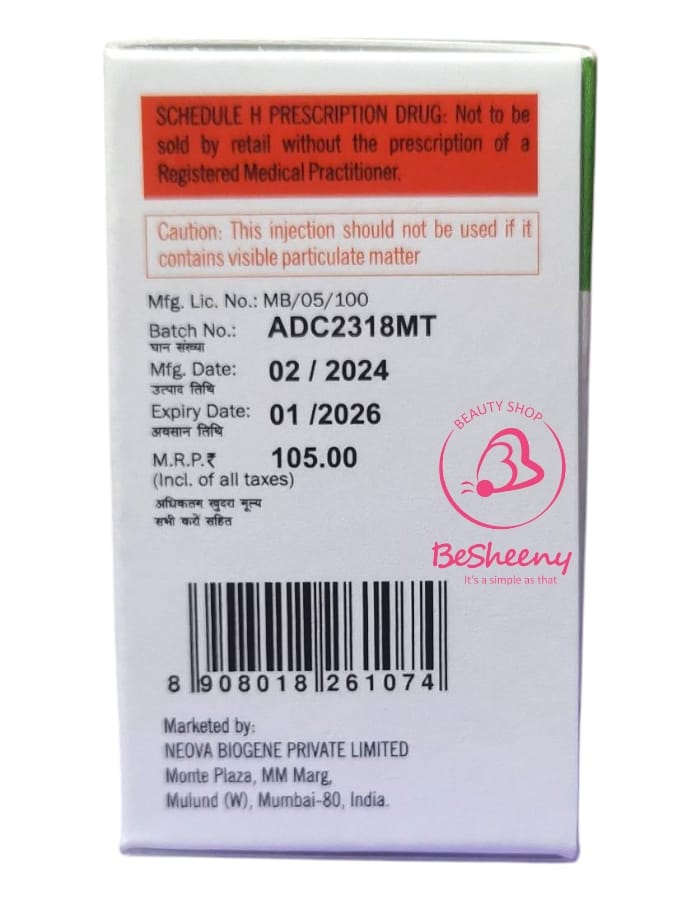 SCHEDULE H PRESCRIPTION DRUG: Not to be
sold by retail without the prescription of a
Registered Medical Practitioner.
Caution: This injection should not be used if it
contains visible particulate matter
Mfg. Lic. No.: MB/05/100
Batch No.: ADC2318MT
घान संख्या
Mfg. Date: 02 / 2024
उत्पाद तिथि
Expiry Date: 01 /2026
अवसान तिथि
M.R.P.₹ 105.00
(Incl. of all taxes)
अधिकतम खुदरा मूल्य
सभी करों सहित
BEAUTY SHOP
BeSheeny
It's a simple as that
8 908018 261074
Marketed by:
NEOVA BIOGENE PRIVATE LIMITED
Monte Plaza, MM Marg,
Mulund (W), Mumbai-80, India.